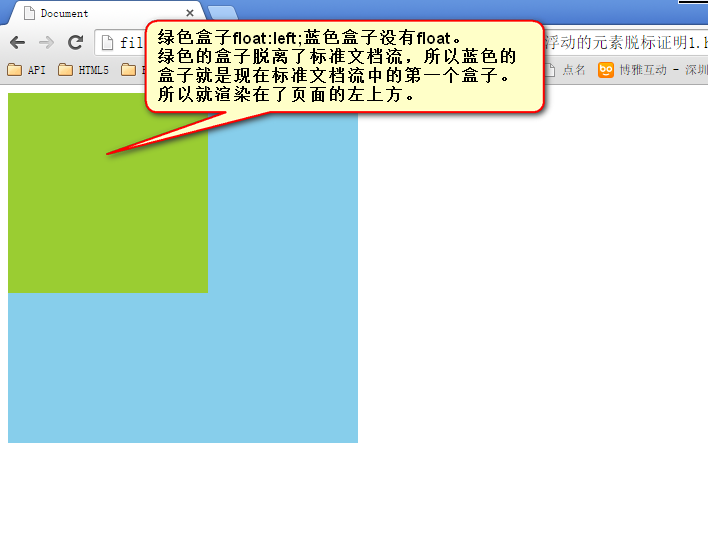 Document
绿色盒子float:left;蓝色盒子没有float。
绿色的盒子脱离了标准文档流，所以蓝色的
盒子就是现在标准文档流中的第一个盒子。
所以就渲染在了页面的左上方。
fil
浮动的元素脱标证明1.h
API
HTML5
点名
bo
博雅互动 - 深圳